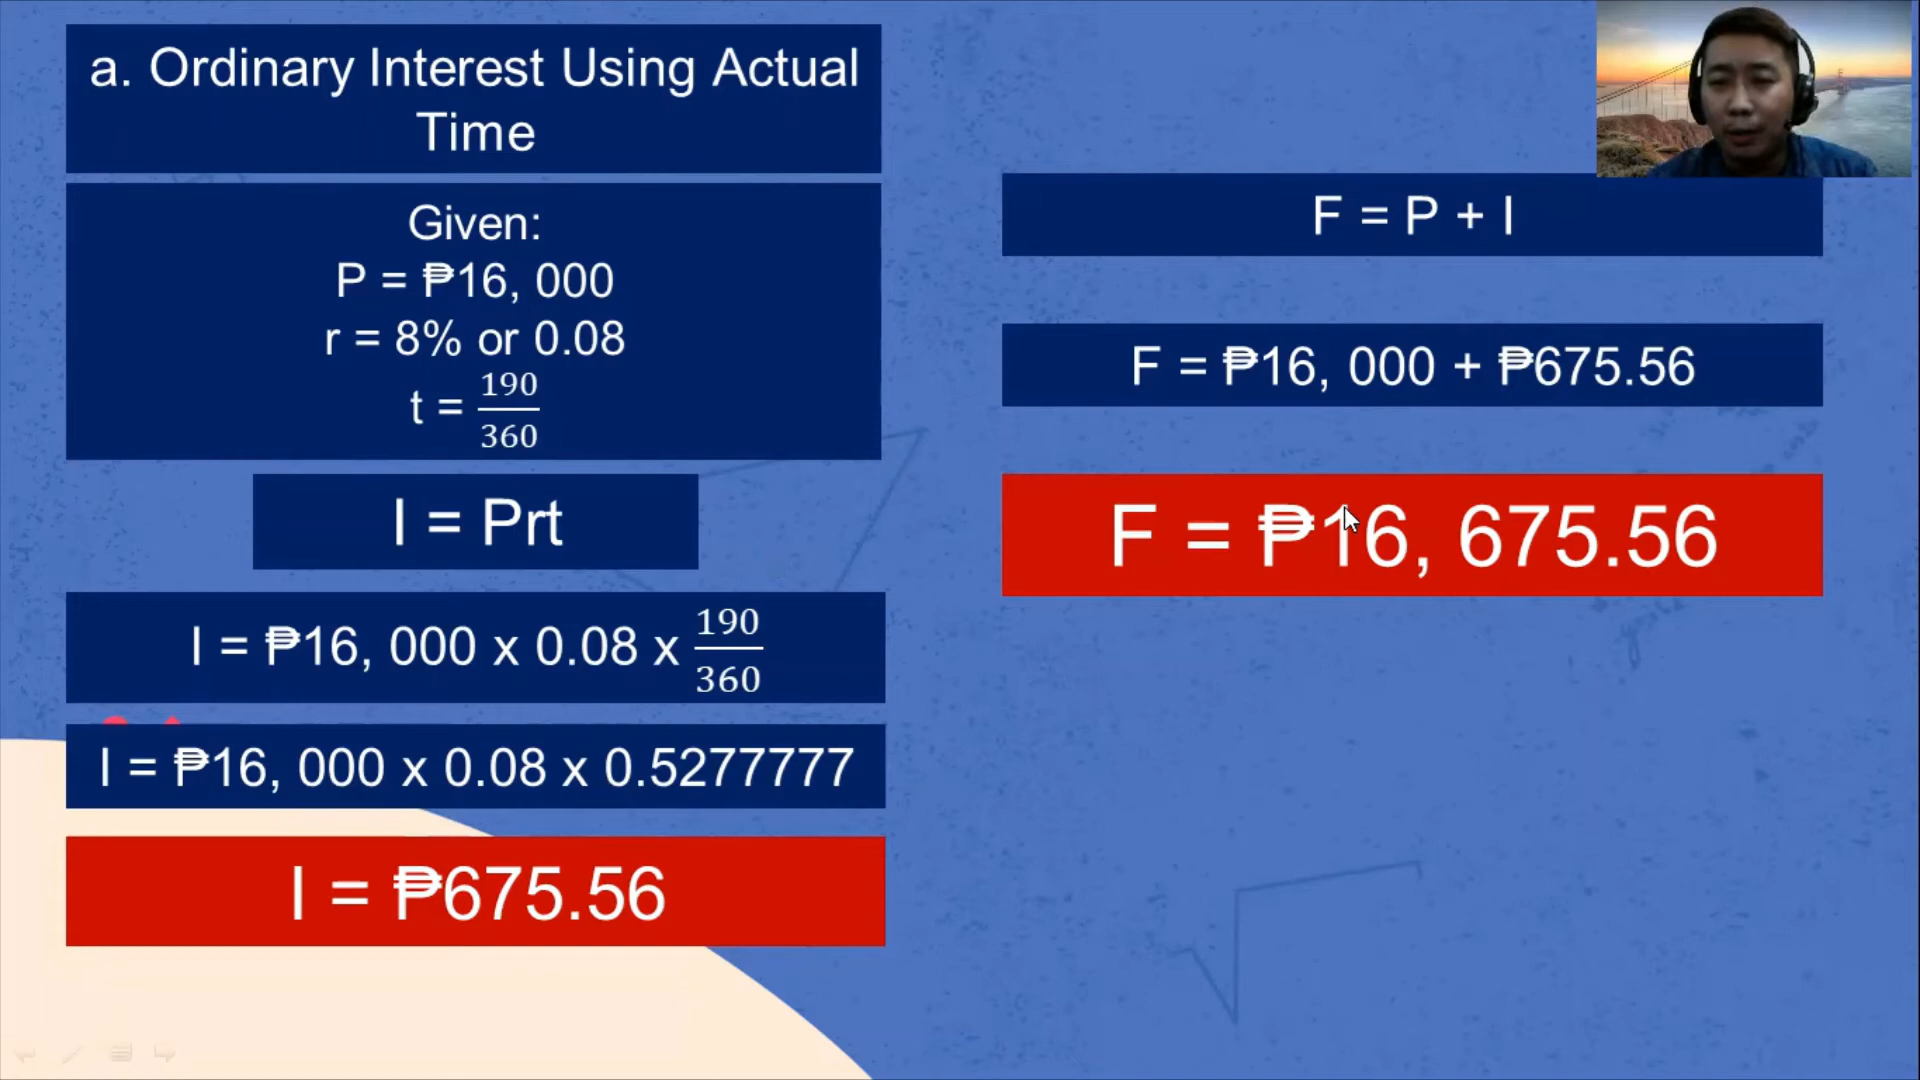 a. Ordinary Interest Using Actual
Time
Given:
P = ₱16, 000
r = 8% or 0.08
t = 190/360
I = Prt
I = ₱16, 000 x 0.08 x 190/360
I = ₱16, 000 x 0.08 x 0.5277777
I = ₱675.56
F = P + I
F = ₱16, 000 + ₱675.56
F = ₱16, 675.56